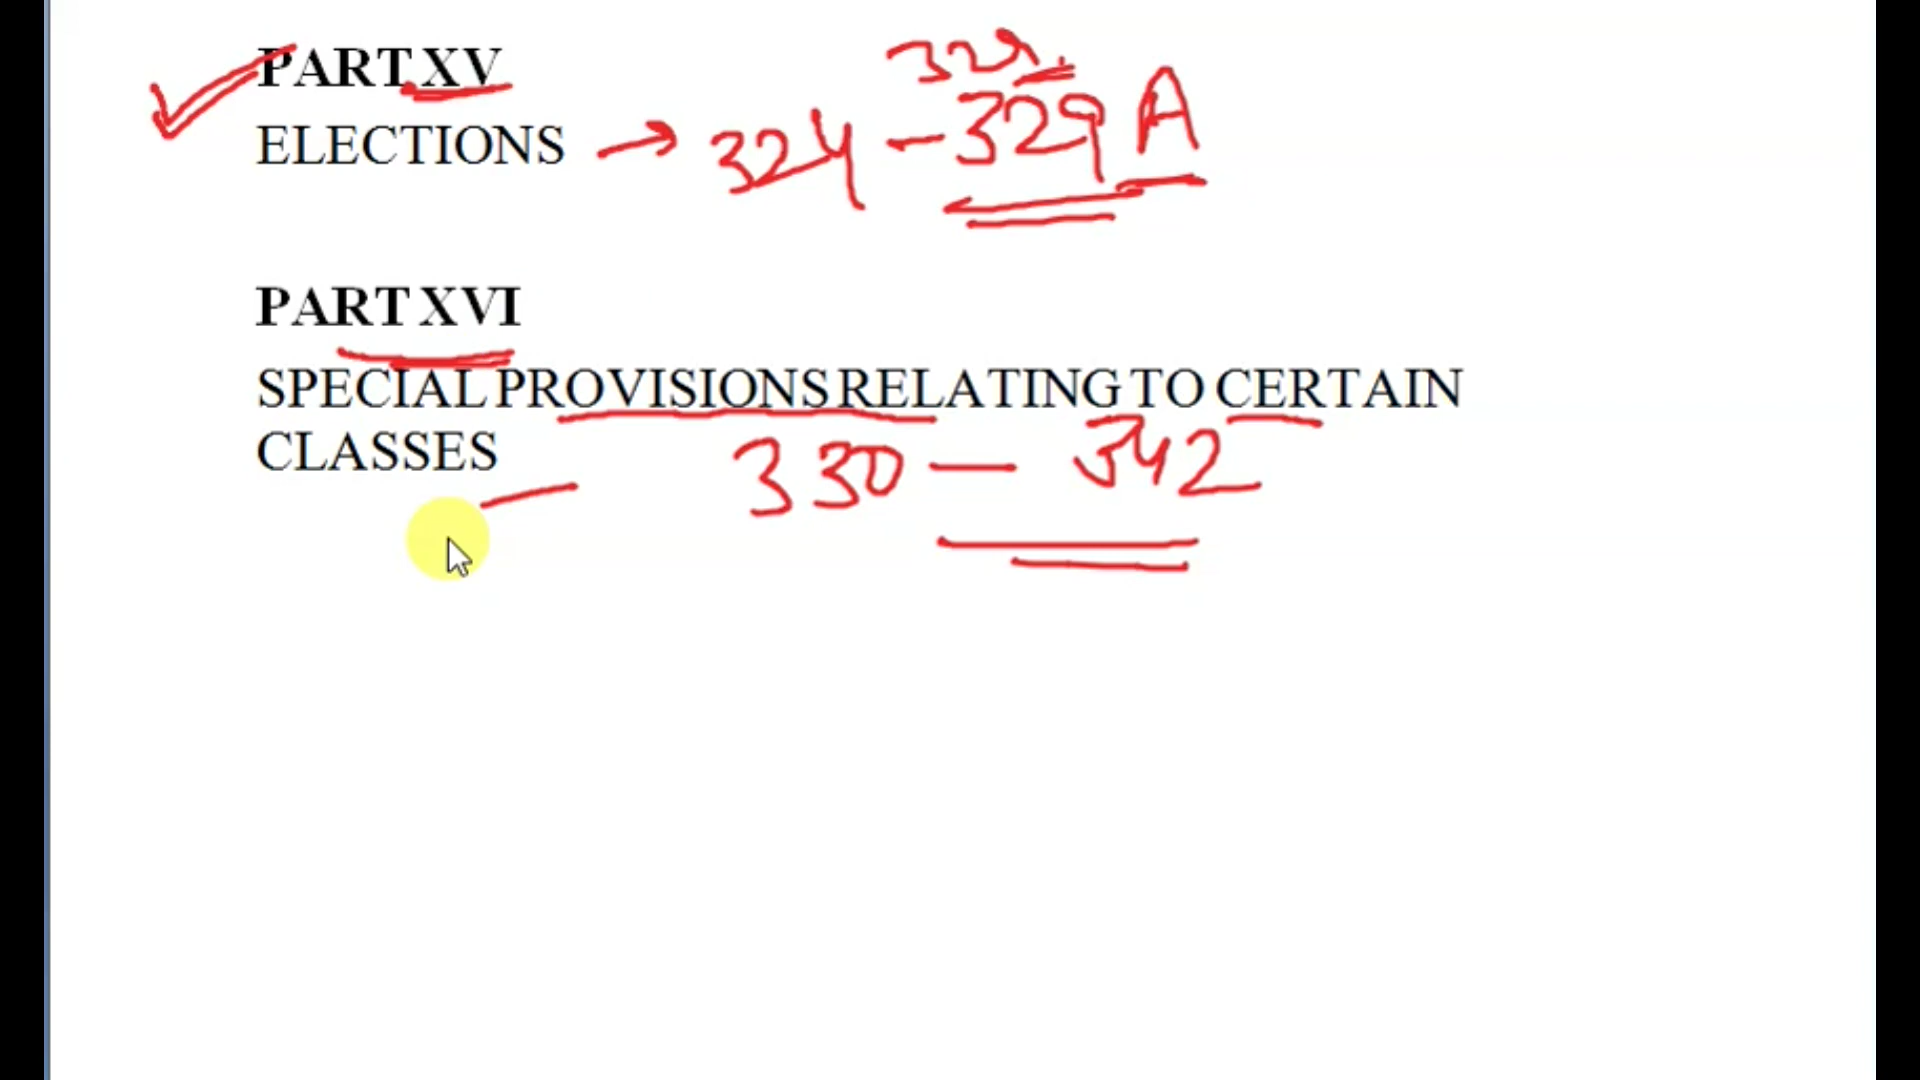 PART XV
329
ELECTIONS → 324 - 329 A
PART XVI
SPECIAL PROVISIONS RELATING TO CERTAIN
CLASSES 330 — 342